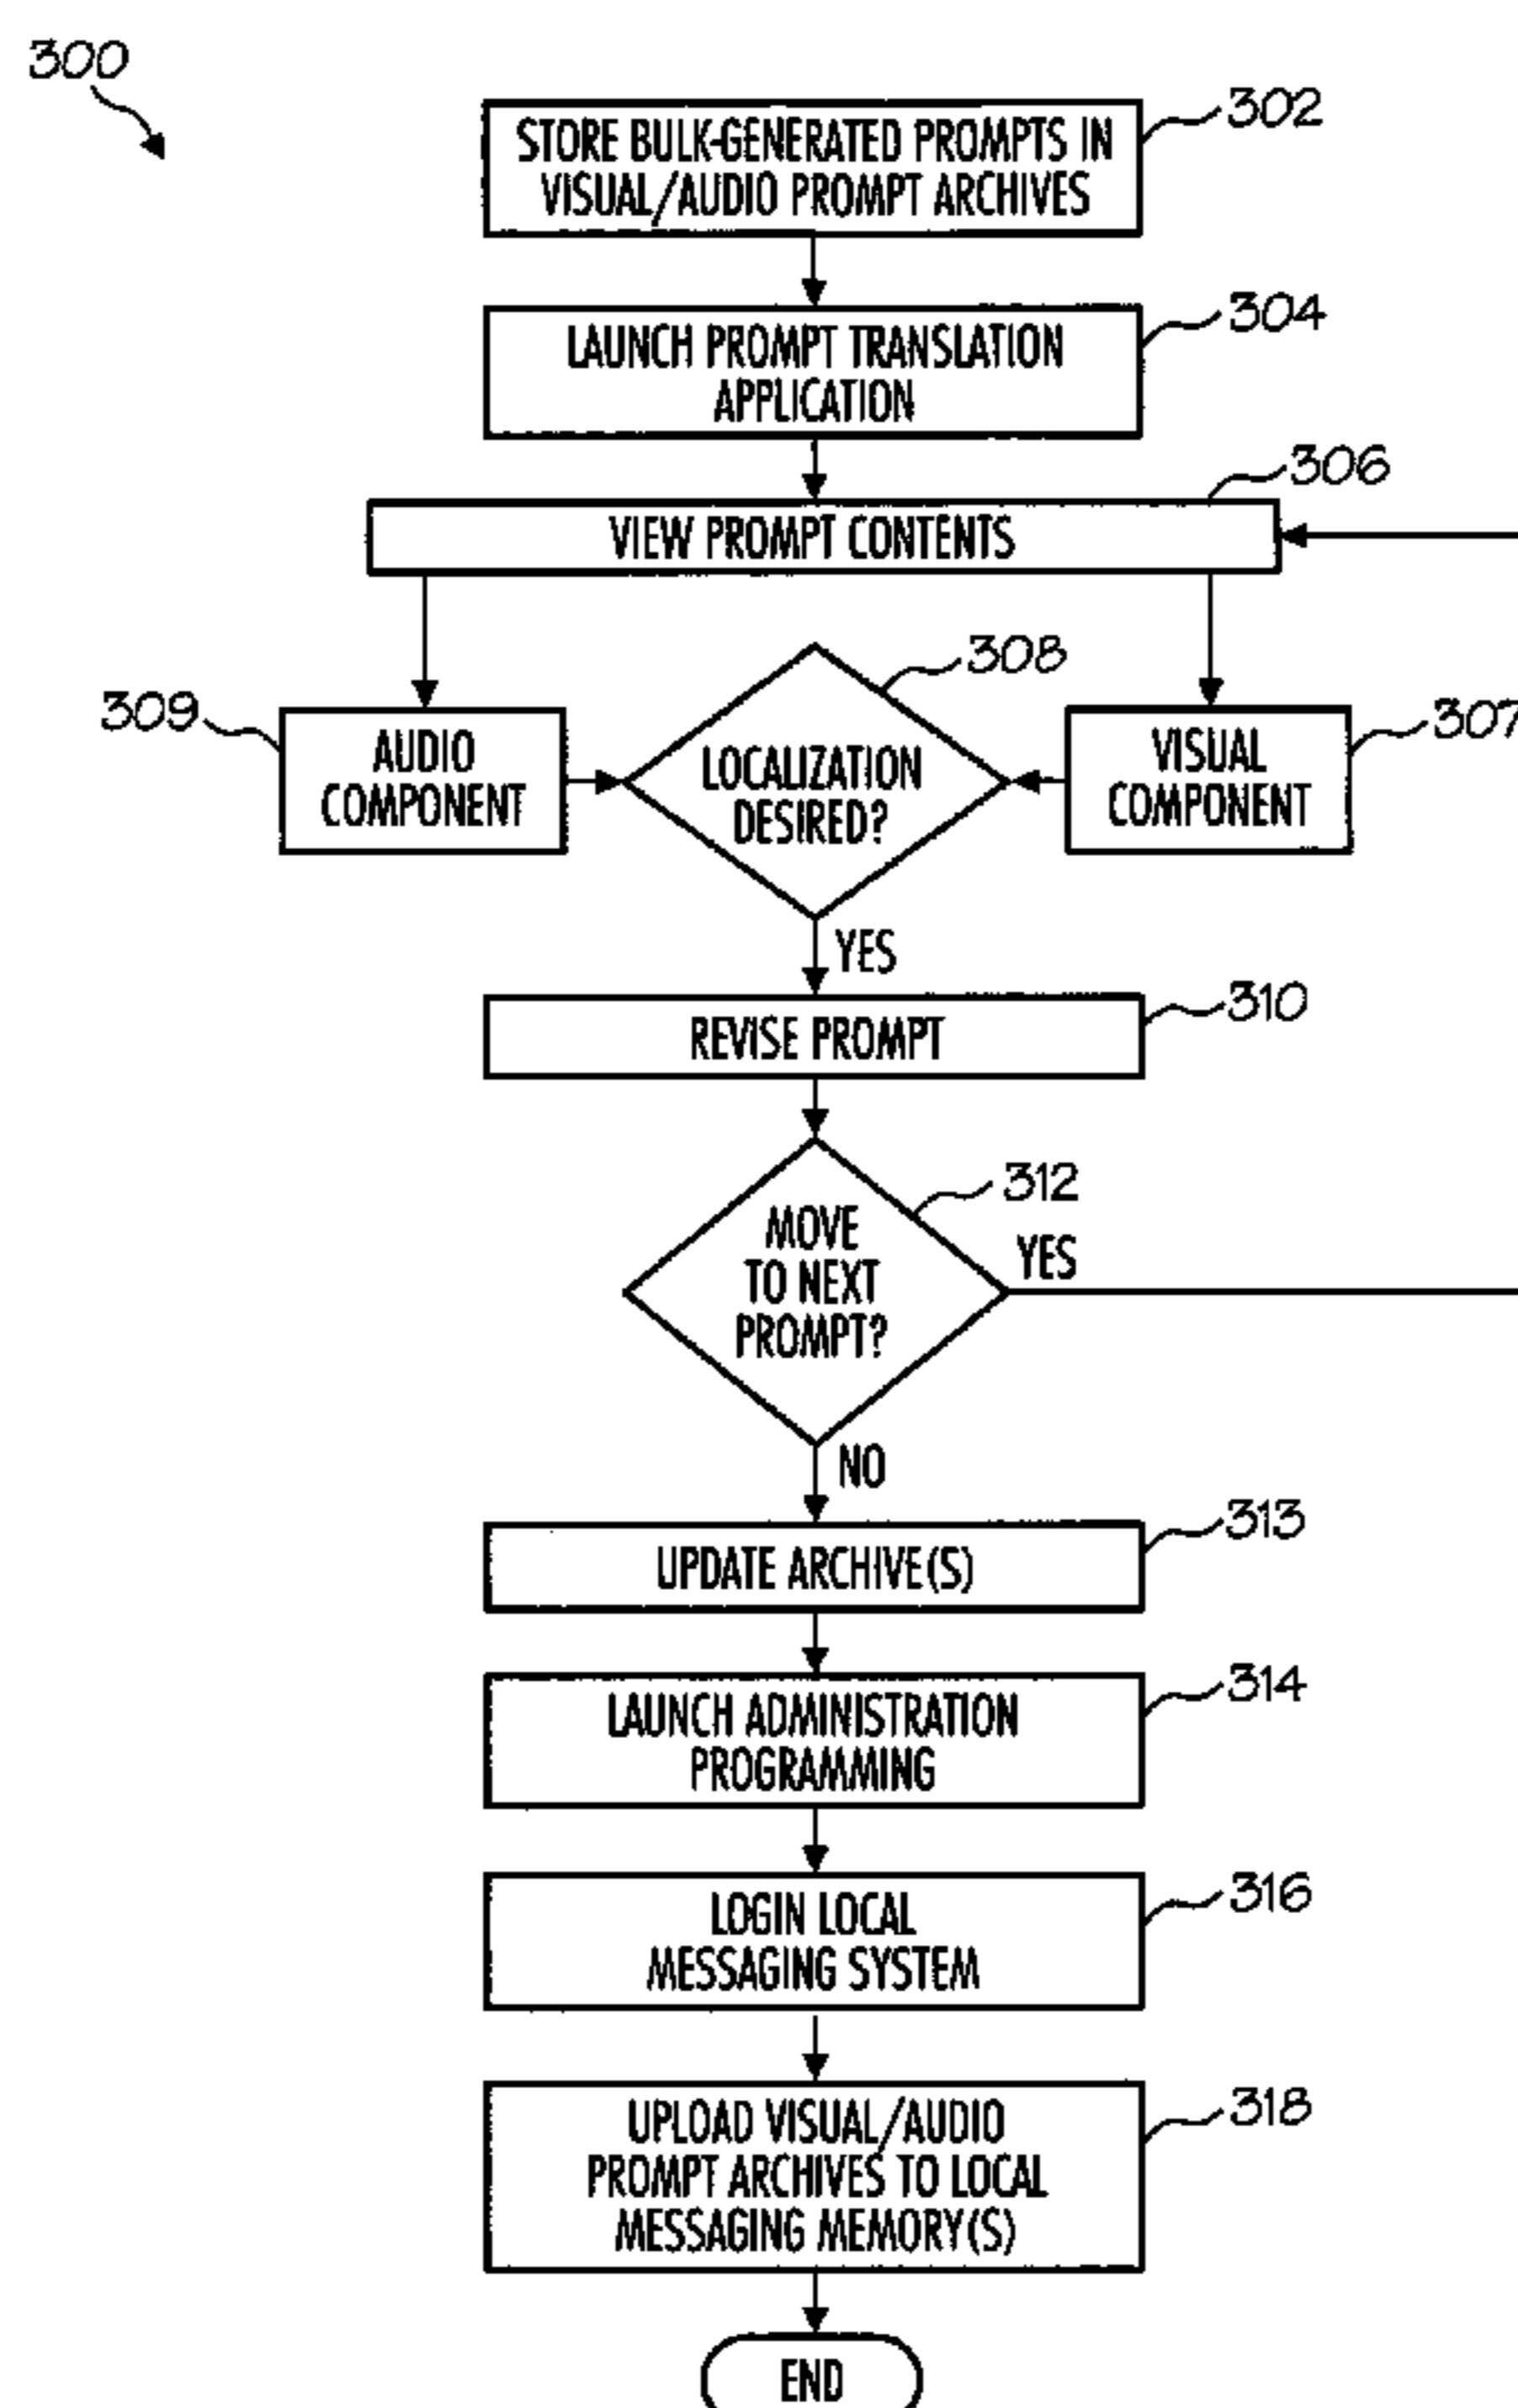 300
302
STORE BULK-GENERATED PROMPTS IN
VISUAL/AUDIO PROMPT ARCHIVES
304
LAUNCH PROMPT TRANSLATION
APPLICATION
306
VIEW PROMPT CONTENTS
308
309
AUDIO
COMPONENT
LOCALIZATION
DESIRED?
307
VISUAL
COMPONENT
YES
310
REVISE PROMPT
312
MOVE
TO NEXT
PROMPT?
YES
NO
313
UPDATE ARCHIVE(S)
314
LAUNCH ADMINISTRATION
PROGRAMMING
316
LOGIN LOCAL
MESSAGING SYSTEM
318
UPLOAD VISUAL/AUDIO
PROMPT ARCHIVES TO LOCAL
MESSAGING MEMORY(S)
END